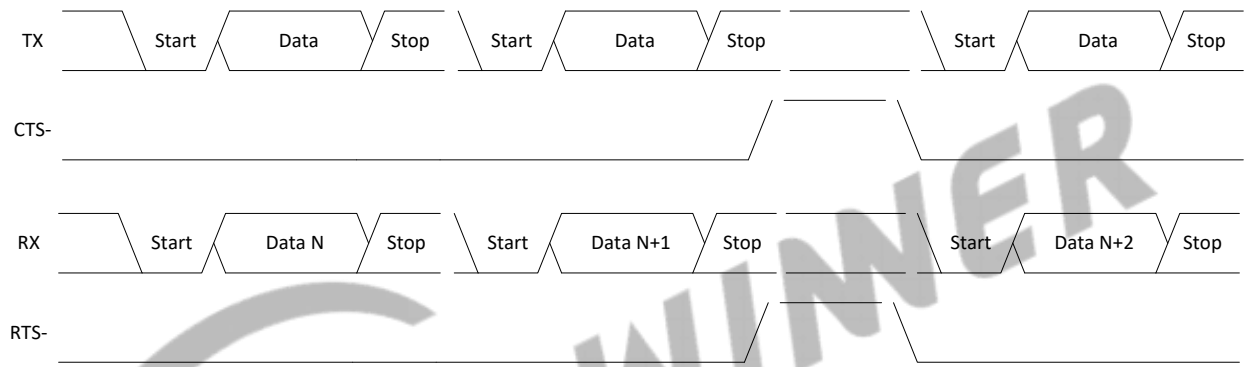 TX Start Data Stop Start Data Stop Start Data Stop
CTS-
RX Start Data N Stop Start Data N+1 Stop Start Data N+2 Stop
RTS-
WINNER